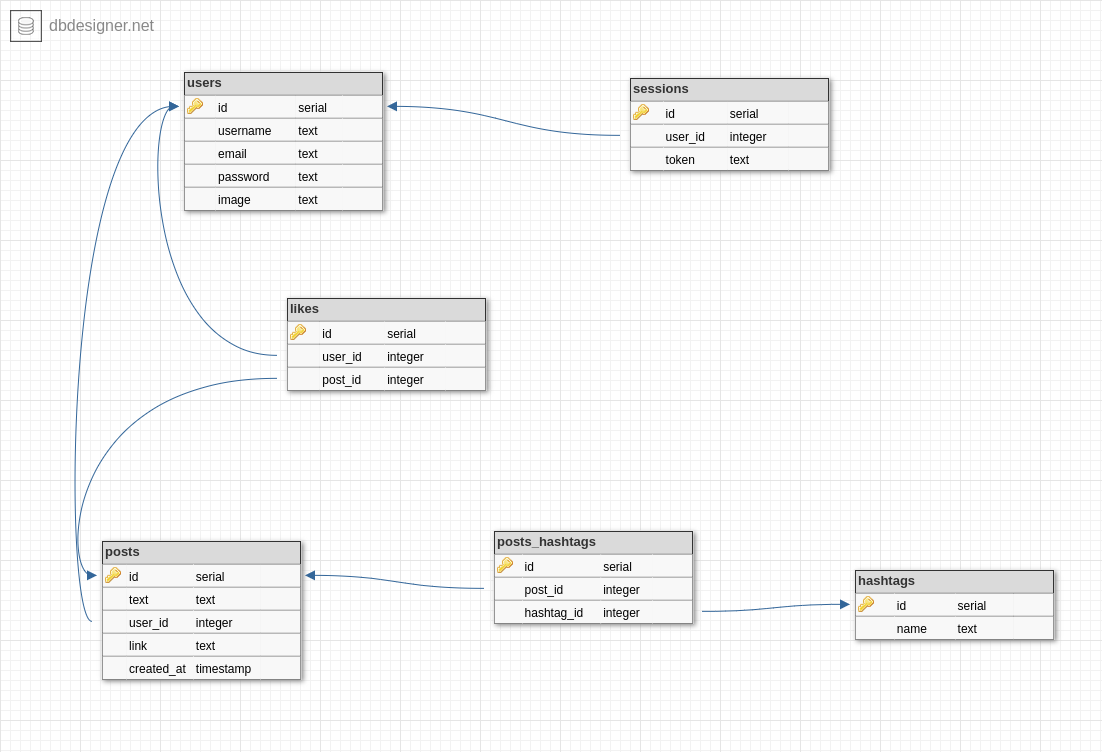 dbdesigner.net
users
id serial
username text
email text
password text
image text
sessions
id serial
user_id integer
token text
likes
id serial
user_id integer
post_id integer
posts
id serial
text text
user_id integer
link text
created_at timestamp
posts_hashtags
id serial
post_id integer
hashtag_id integer
hashtags
id serial
name text